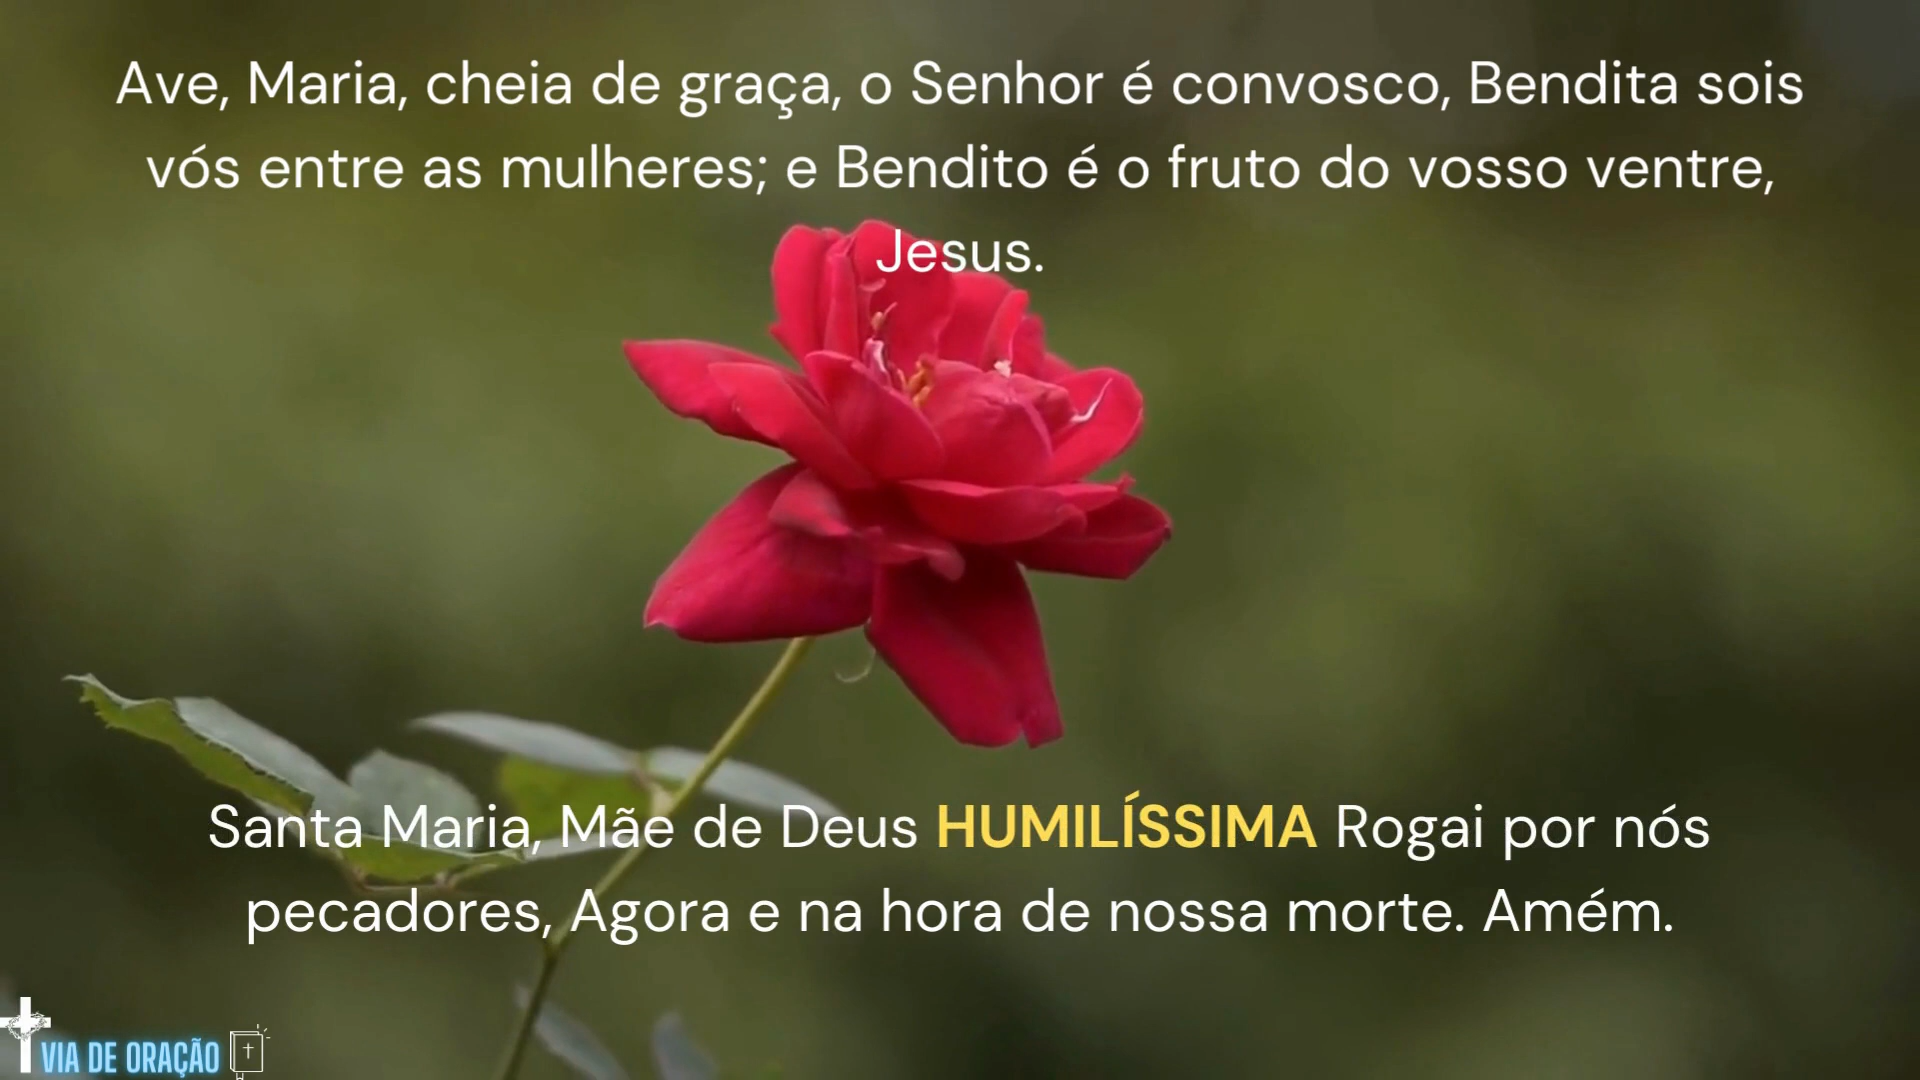 Ave, Maria, cheia de graça, o Senhor é convosco, Bendita sois
vós entre as mulheres; e Bendito é o fruto do vosso ventre,
Jesus.
Santa Maria, Mãe de Deus HUMILÍSSIMA Rogai por nós
pecadores, Agora e na hora de nossa morte. Amém.
VIA DE ORAÇÃO